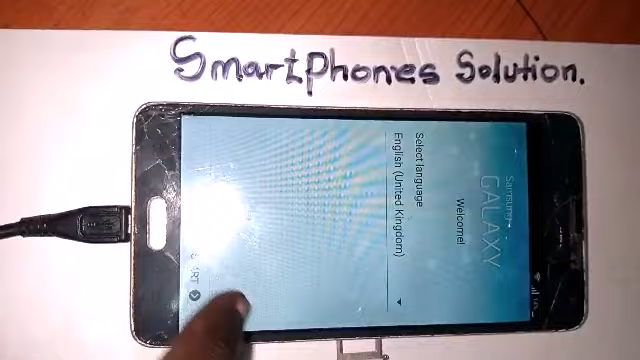 SmartPhones Solution.
Samsung
GALAXY
Welcome!
Select language
English (United Kingdom)